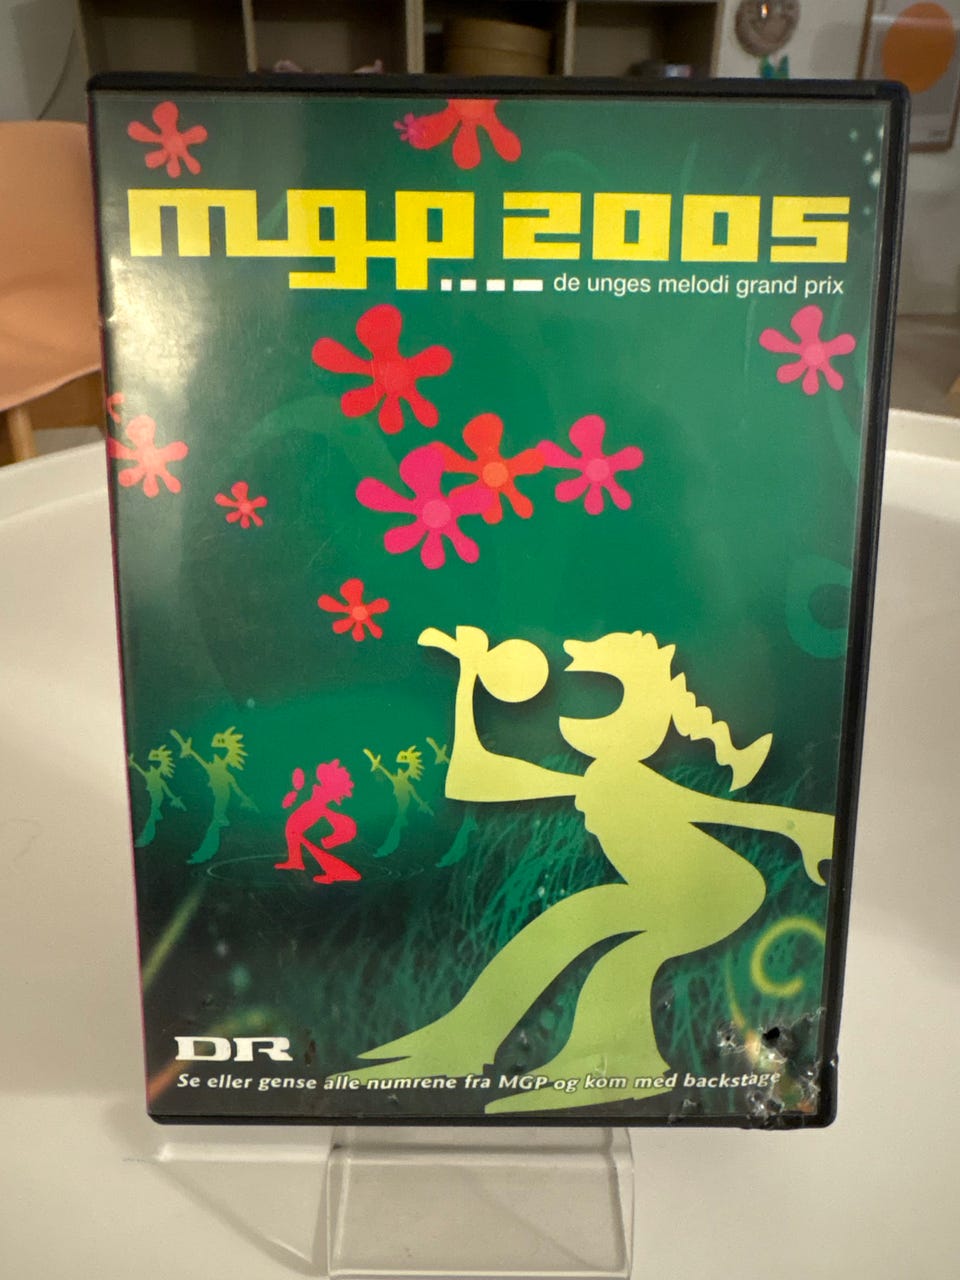 mgp 2005
de unges melodi grand prix
DR
Se eller gense alle numrene fra MGP og kom med backstage